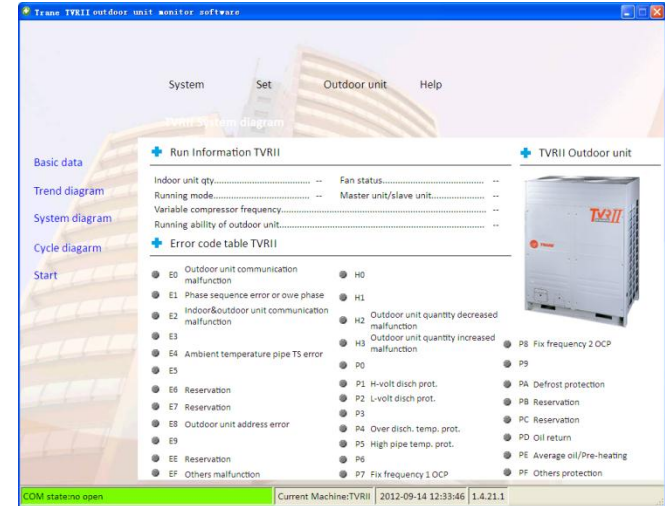 Trane TVRII outdoor unit monitor software
System Set Outdoor unit Help
TVRII System diagram
Basic data
Trend diagram
System diagram
Cycle diagarm
Start
Run Information TVRII
Indoor unit qty................................ -- Fan status.................................... --
Running mode................................ -- Master unit/slave unit........................ --
Variable compressor frequency.................................................................... --
Running ability of outdoor unit.................................................................... --
Error code table TVRII
E0 Outdoor unit communication
malfunction
E1 Phase sequence error or owe phase
E2 Indoor&outdoor unit communication
malfunction
E3
E4 Ambient temperature pipe TS error
E5
E6 Reservation
E7 Reservation
E8 Outdoor unit address error
E9
EE Reservation
EF Others malfunction
H0
H1
H2 Outdoor unit quantity decreased
malfunction
H3 Outdoor unit quantity increased
malfunction
P0
P1 H-volt disch prot.
P2 L-volt disch prot.
P3
P4 Over disch. temp. prot.
P5 High pipe temp. prot.
P6
P7 Fix frequency 1 OCP
TVRII Outdoor unit
TVRII
TRANE
P8 Fix frequency 2 OCP
P9
PA Defrost protection
PB Reservation
PC Reservation
PD Oil return
PE Average oil/Pre-heating
PF Others protection
COM state:no open Current Machine:TVRII 2012-09-14 12:33:46 1.4.21.1